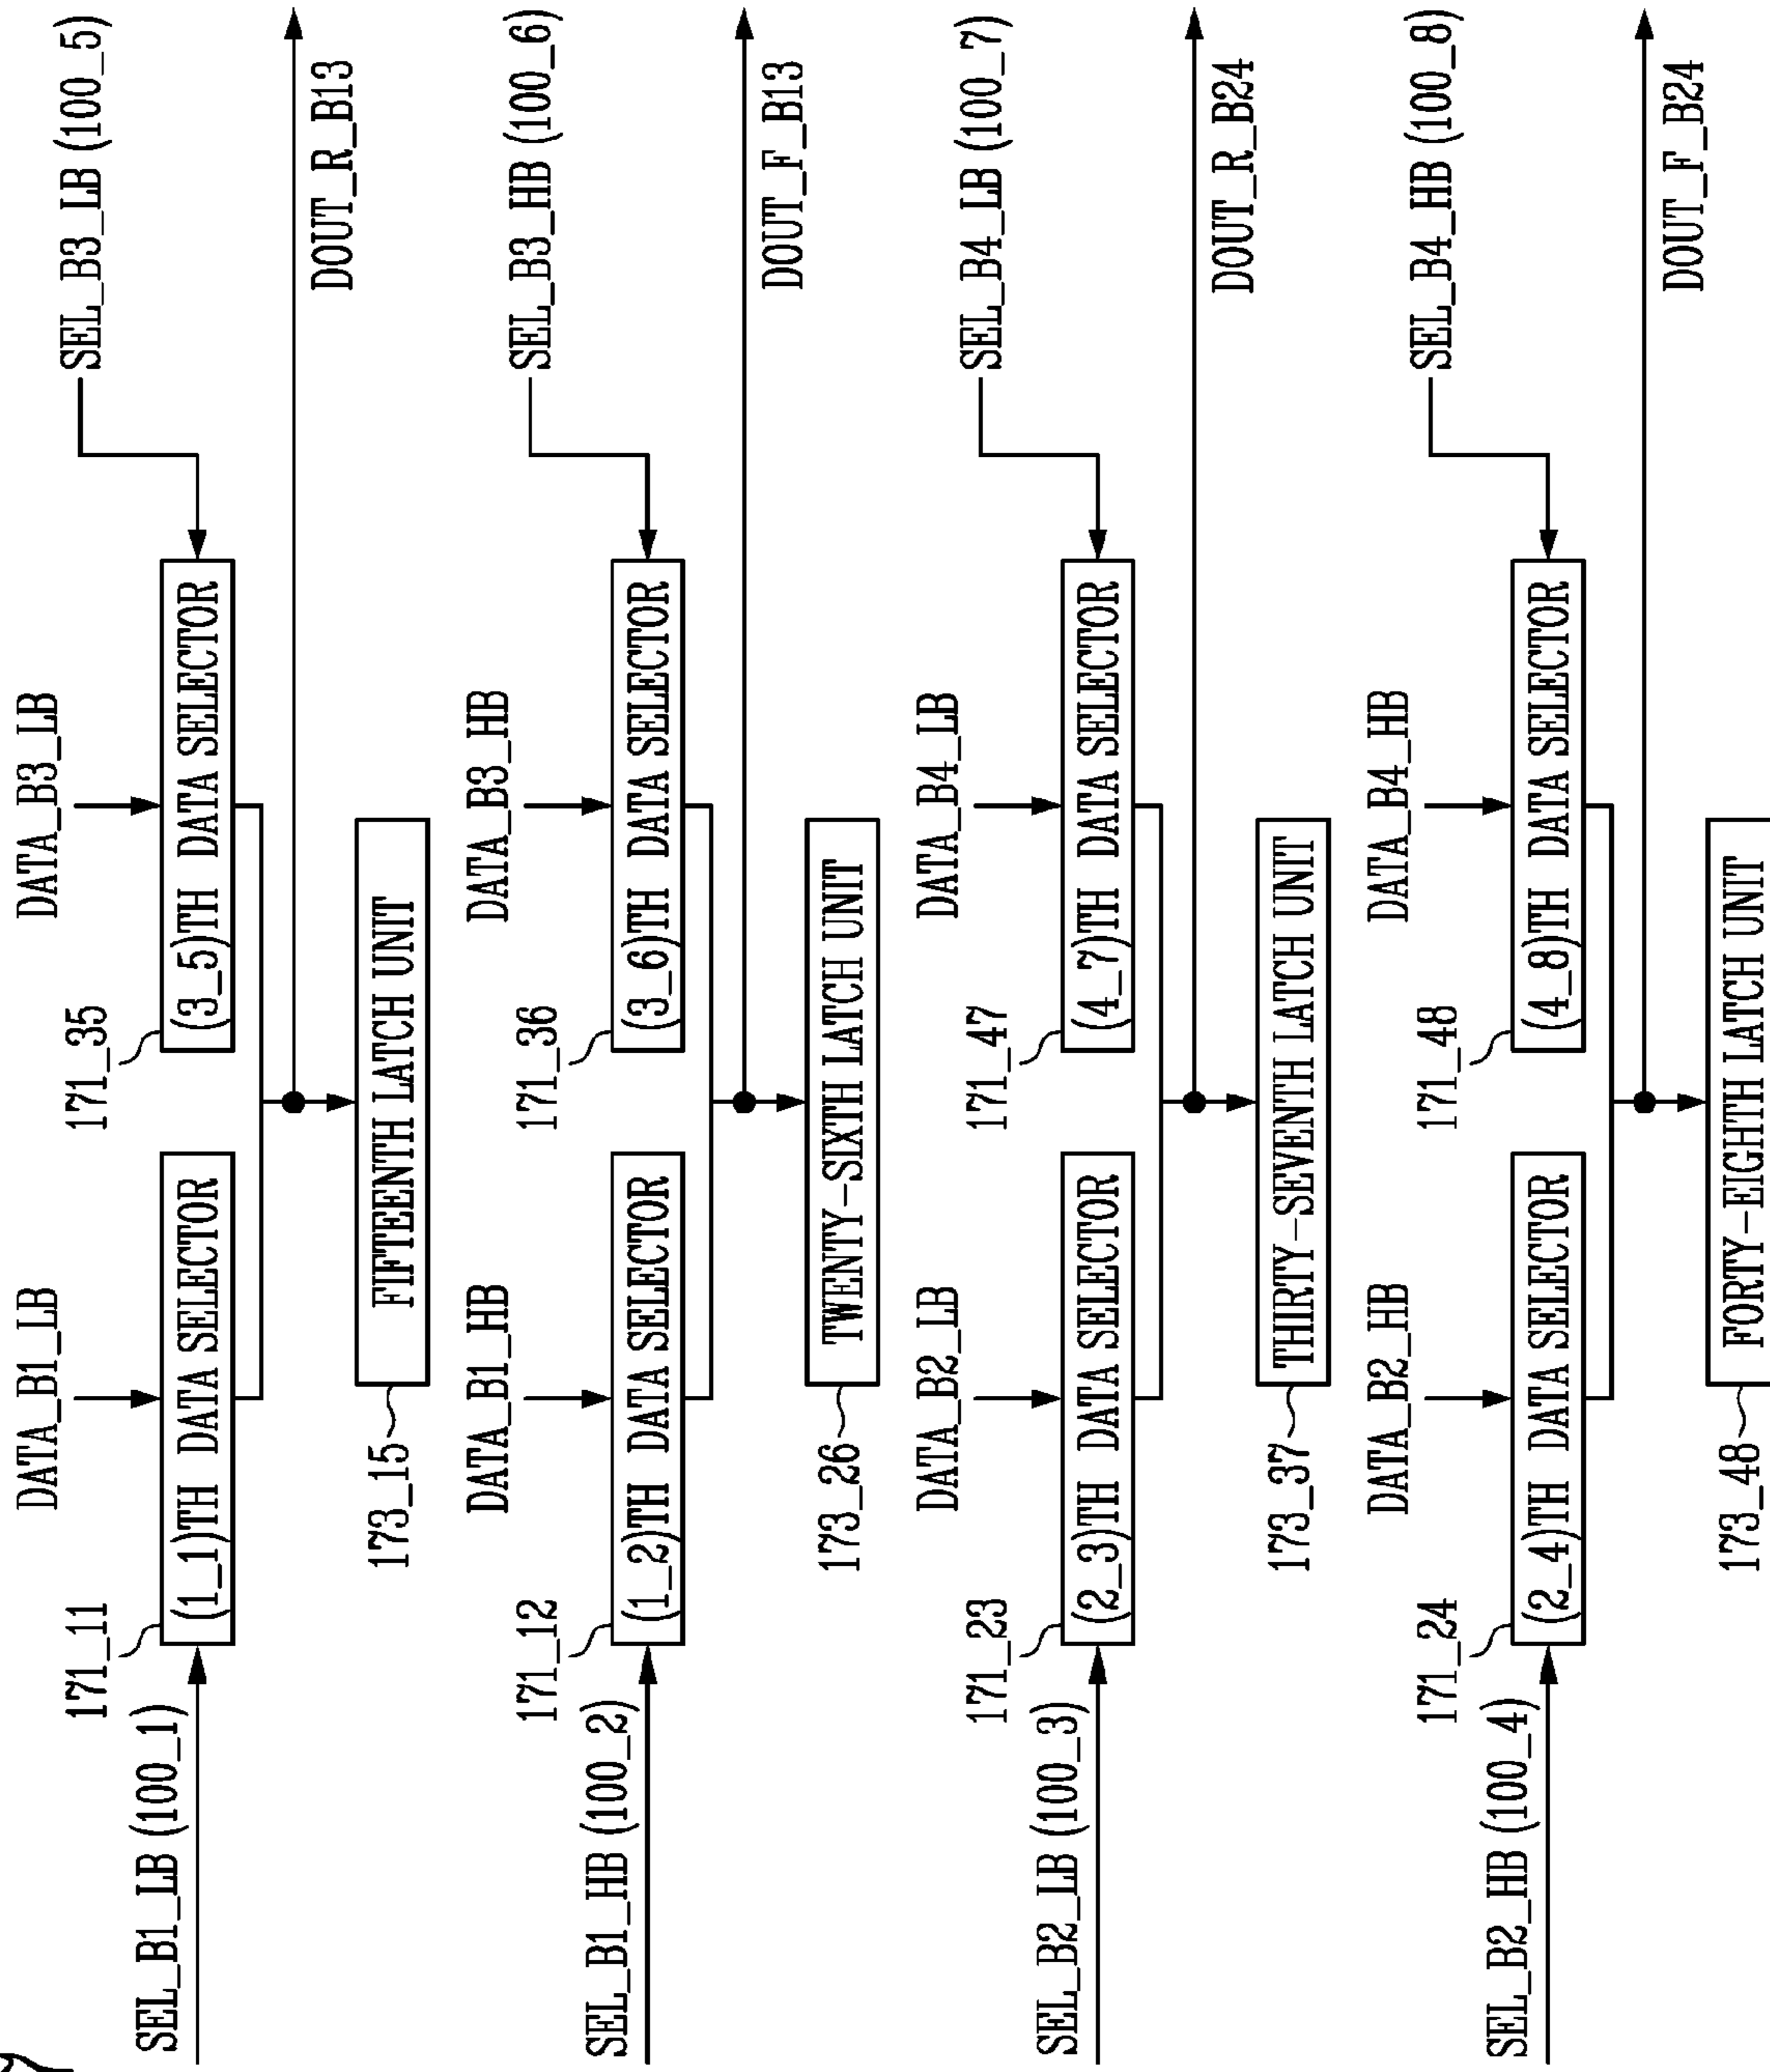 DATA_B1_LB
DATA_B3_LB
171_11
171_35
SEL_B1_LB (100_1)
(1_1)TH DATA SELECTOR
(3_5)TH DATA SELECTOR
SEL_B3_LB (100_5)
DOUT_R_B13
173_15
FIFTEENTH LATCH UNIT
DATA_B1_HB
DATA_B3_HB
171_12
171_36
SEL_B1_HB (100_2)
(1_2)TH DATA SELECTOR
(3_6)TH DATA SELECTOR
SEL_B3_HB (100_6)
DOUT_F_B13
173_26
TWENTY-SIXTH LATCH UNIT
DATA_B2_LB
DATA_B4_LB
171_23
171_47
SEL_B2_LB (100_3)
(2_3)TH DATA SELECTOR
(4_7)TH DATA SELECTOR
SEL_B4_LB (100_7)
DOUT_R_B24
173_37
THIRTY-SEVENTH LATCH UNIT
DATA_B2_HB
DATA_B4_HB
171_24
171_48
SEL_B2_HB (100_4)
(2_4)TH DATA SELECTOR
(4_8)TH DATA SELECTOR
SEL_B4_HB (100_8)
DOUT_F_B24
173_48
FORTY-EIGHTH LATCH UNIT